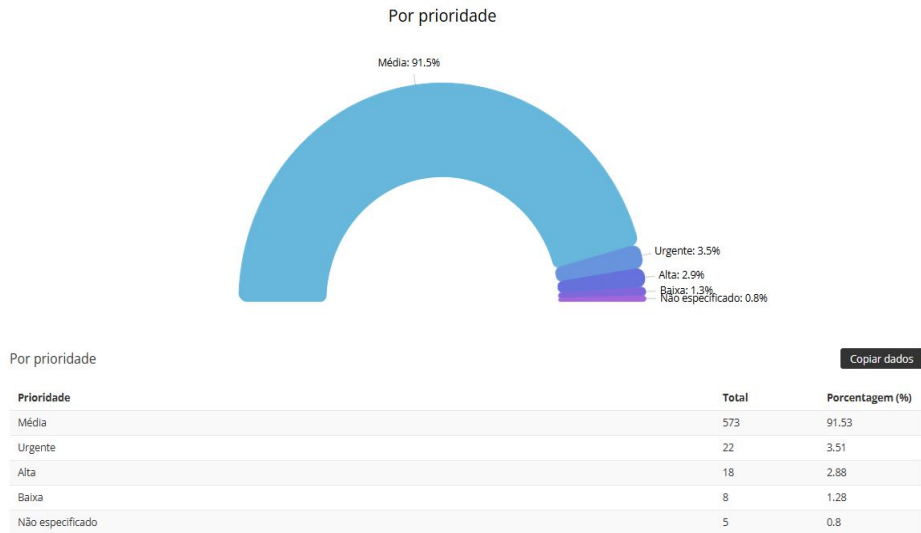 Por prioridade
Média: 91.5%
Urgente: 3.5%
Alta: 2.9%
Baixa: 1.3%
Não especificado: 0.8%
Por prioridade Copiar dados
Prioridade Total Porcentagem (%)
Média 573 91.53
Urgente 22 3.51
Alta 18 2.88
Baixa 8 1.28
Não especificado 5 0.8